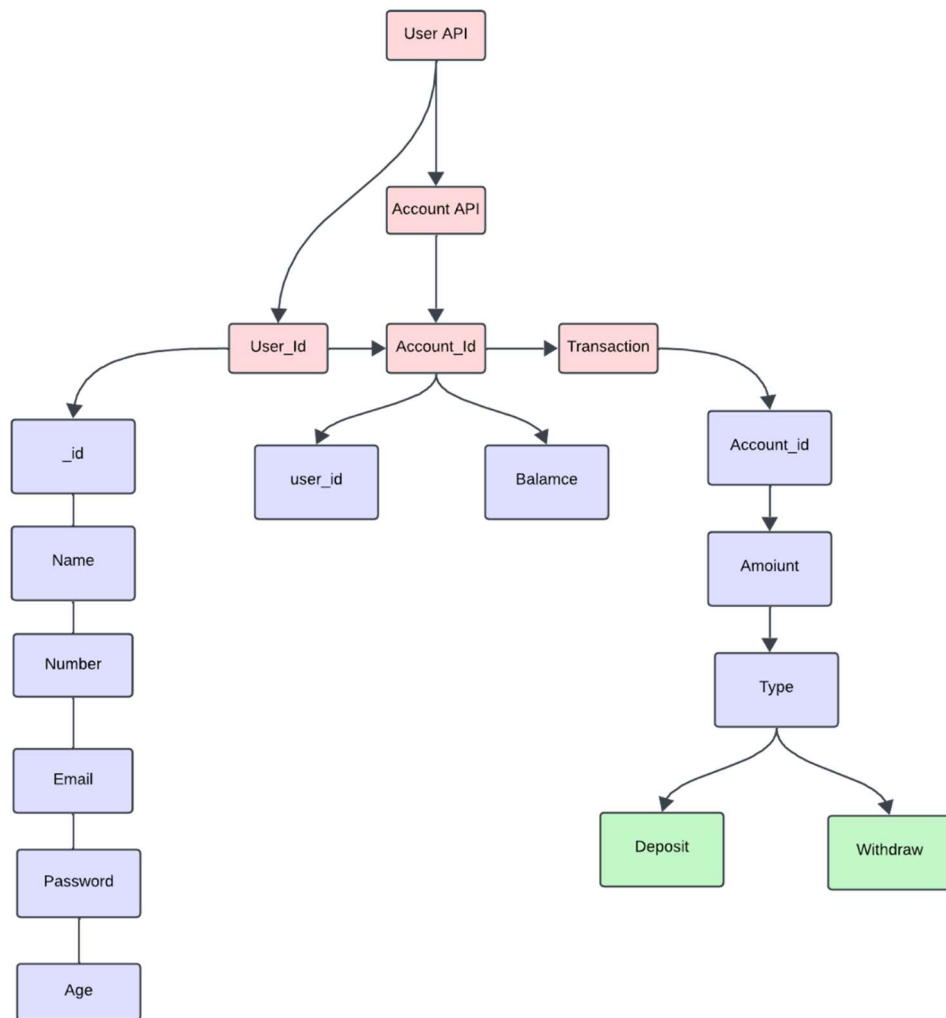 User API
Account API
User_Id
Account_Id
Transaction
_id
user_id
Balamce
Account_id
Name
Amoiunt
Number
Type
Email
Deposit
Withdraw
Password
Age